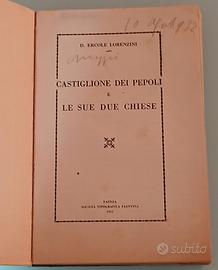 D. ERCOLE LORENZINI
CASTIGLIONE DEI PEPOLI
E
LE SUE DUE CHIESE
FAENZA
SOCIETÀ TIPOGRAFICA FAENTINA
subito